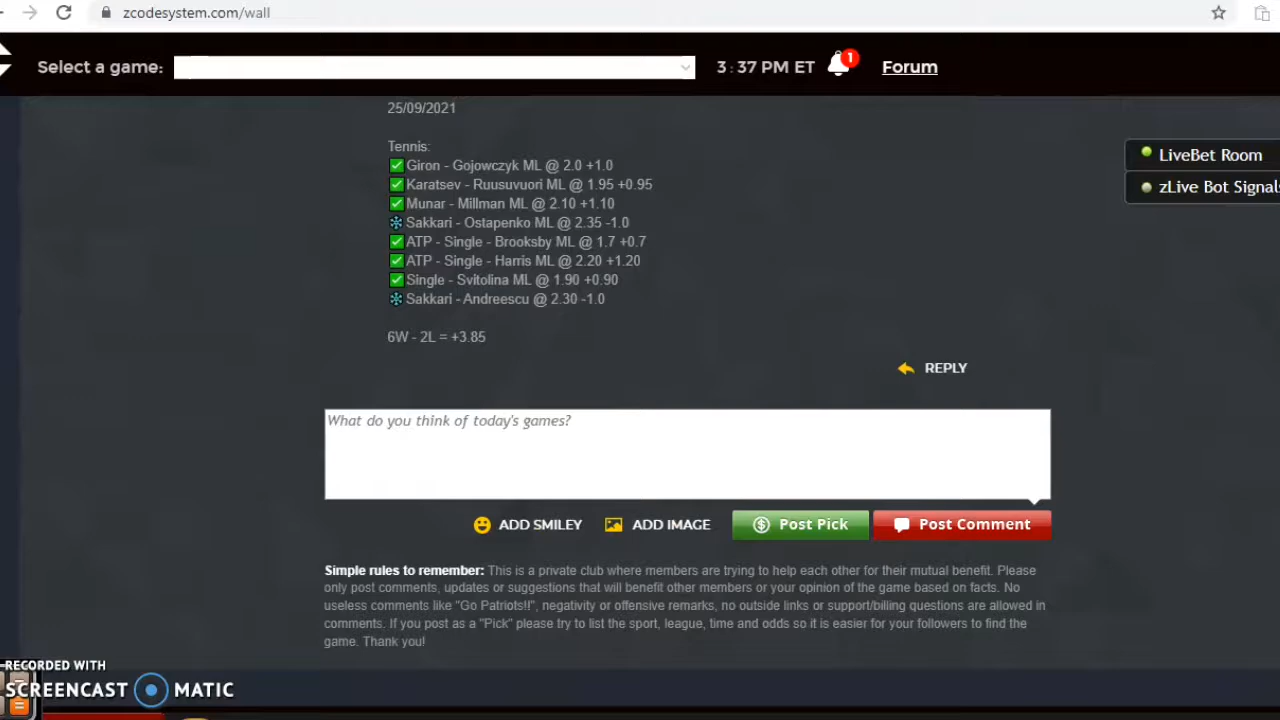 zcodesystem.com/wall
Select a game:
3:37 PM ET
1
Forum
25/09/2021
LiveBet Room
zLive Bot Signals
Tennis:
Giron - Gojowczyk ML @ 2.0 +1.0
Karatsev - Ruusuvuori ML @ 1.95 +0.95
Munar - Millman ML @ 2.10 +1.10
Sakkari - Ostapenko ML @ 2.35 -1.0
ATP - Single - Brooksby ML @ 1.7 +0.7
ATP - Single - Harris ML @ 2.20 +1.20
Single - Svitolina ML @ 1.90 +0.90
Sakkari - Andreescu @ 2.30 -1.0
6W - 2L = +3.85
REPLY
What do you think of today's games?
ADD SMILEY
ADD IMAGE
Post Pick
Post Comment
Simple rules to remember: This is a private club where members are trying to help each other for their mutual benefit. Please
only post comments, updates or suggestions that will benefit other members or your opinion of the game based on facts. No
useless comments like "Go Patriots!!", negativity or offensive remarks, no outside links or support/billing questions are allowed in
comments. If you post as a "Pick" please try to list the sport, league, time and odds so it is easier for your followers to find the
game. Thank you!
RECORDED WITH
SCREENCAST MATIC